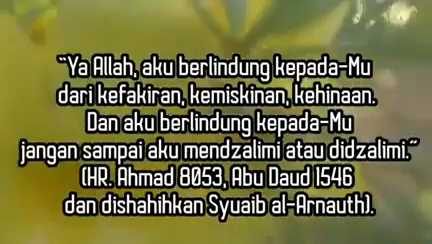 “Ya Allah, aku berlindung kepada-Mu
dari kefakiran, kemiskinan, kehinaan.
Dan aku berlindung kepada-Mu
jangan sampai aku mendzalimi atau didzalimi.”
(HR. Ahmad 8053, Abu Daud 1546
dan dishahihkan Syuaib al-Arnauth).